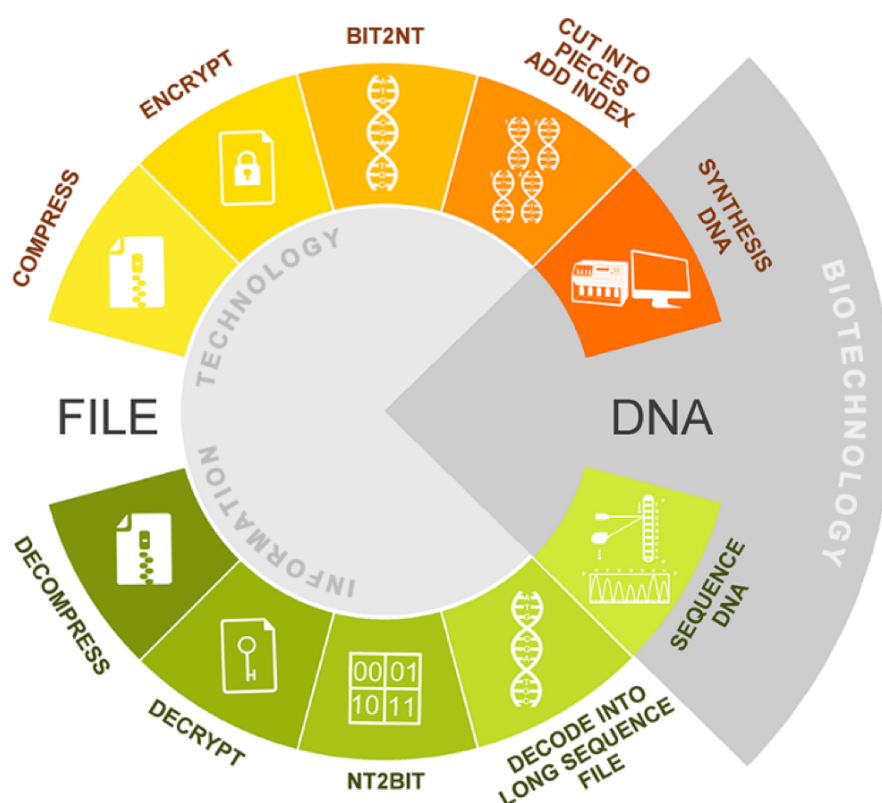 COMPRESS
ENCRYPT
BIT2NT
CUT INTO
PIECES
ADD INDEX
SYNTHESIS
DNA
INFORMATION TECHNOLOGY
BIOTECHNOLOGY
FILE
DNA
DECOMPRESS
DECRYPT
00 01
10 11
NT2BIT
DECODE INTO
LONG SEQUENCE
FILE
SEQUENCE
DNA